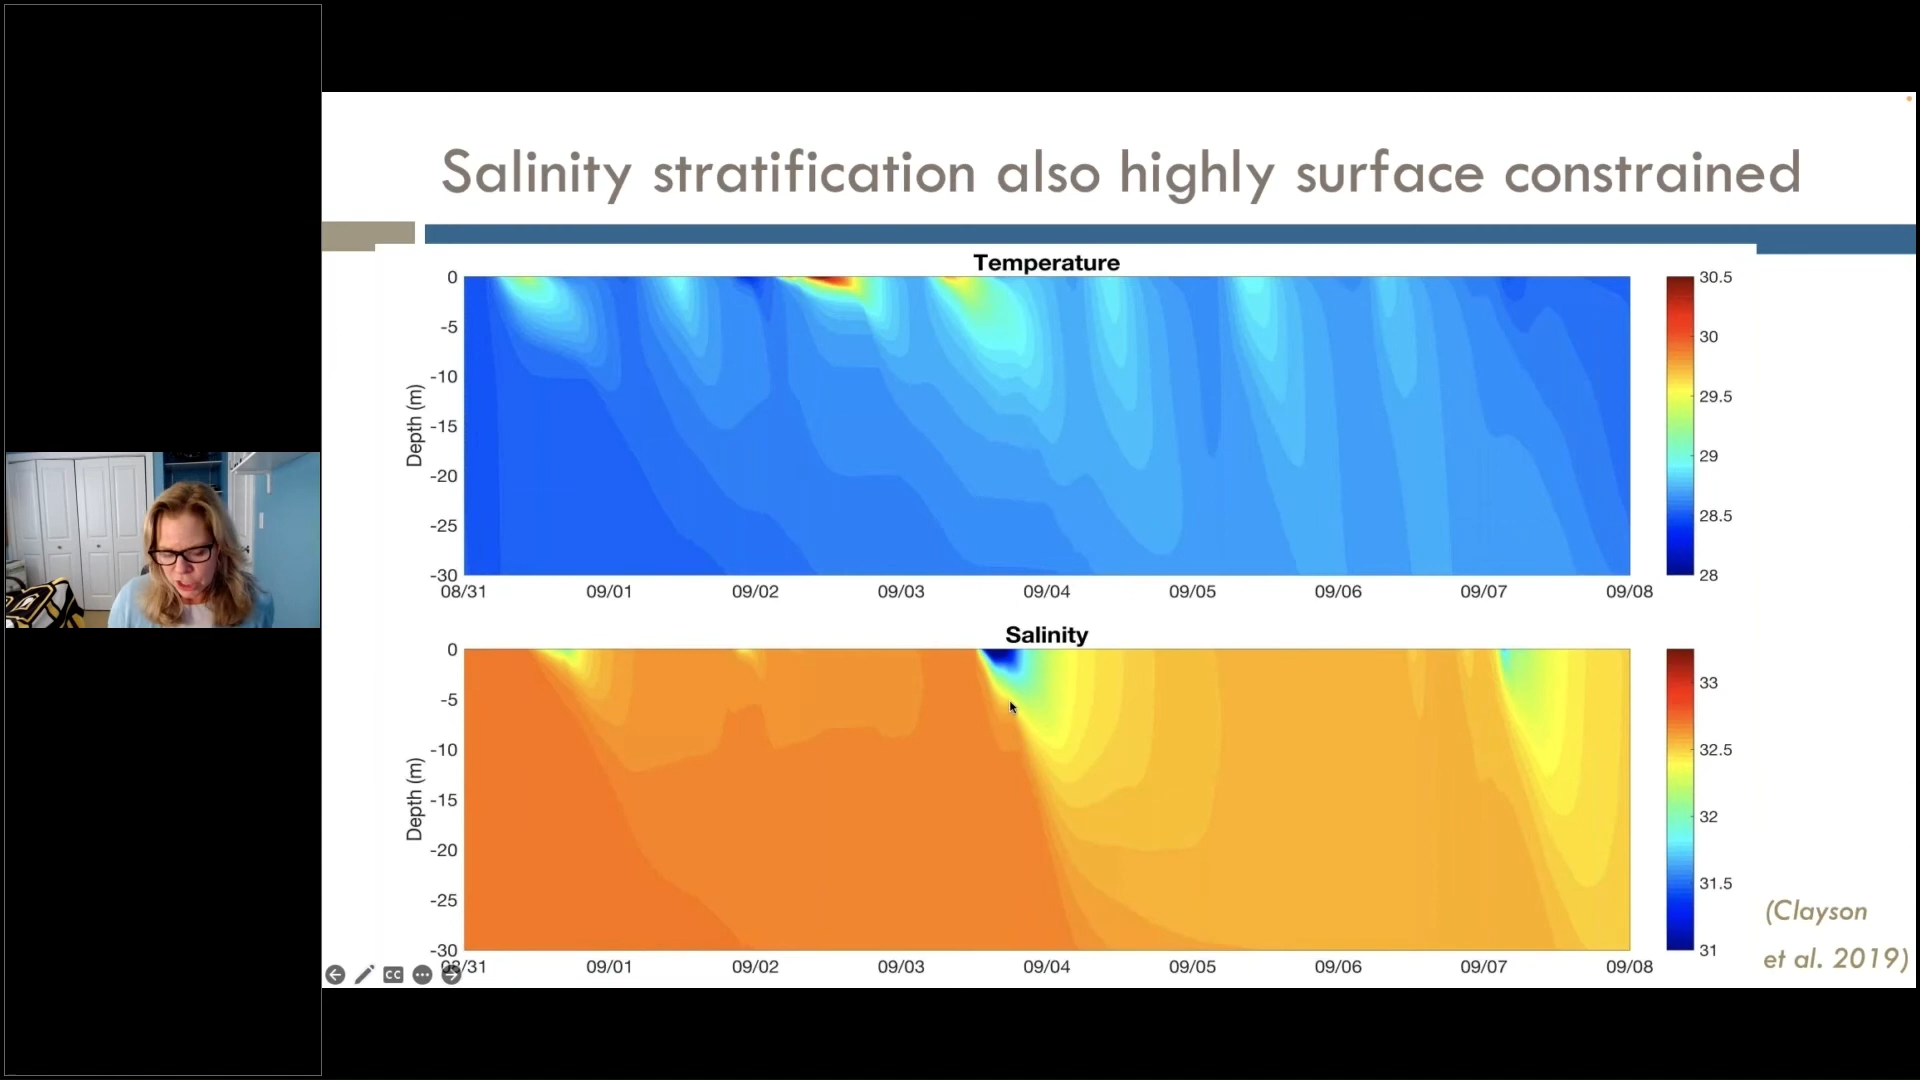 Salinity stratification also highly surface constrained
Temperature
0
-5
-10
-15
-20
-25
-30
Depth (m)
08/31 09/01 09/02 09/03 09/04 09/05 09/06 09/07 09/08
30.5
30
29.5
29
28.5
28
Salinity
0
-5
-10
-15
-20
-25
-30
Depth (m)
08/31 09/01 09/02 09/03 09/04 09/05 09/06 09/07 09/08
33
32.5
32
31.5
31
(Clayson
et al. 2019)
CC